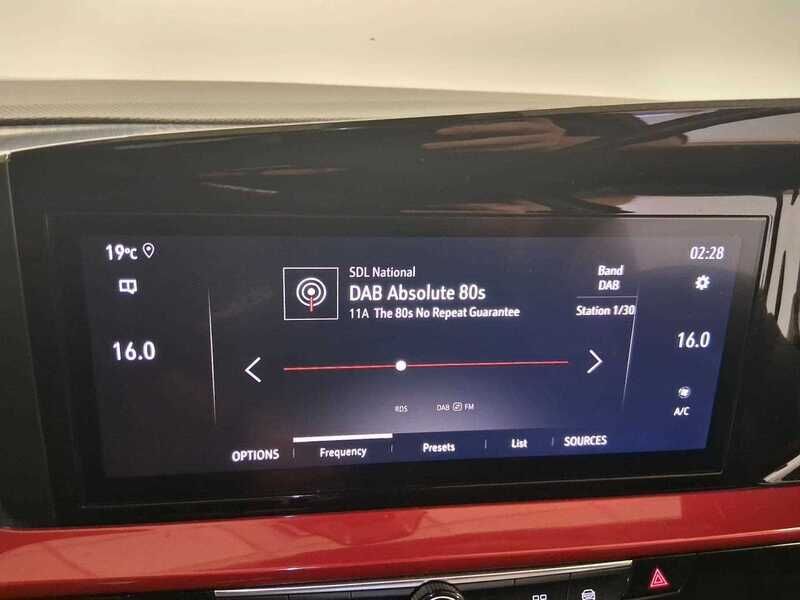 19°C
02:28
SDL National
DAB Absolute 80s
11A The 80s No Repeat Guarantee
Band
DAB
Station 1/30
16.0
16.0
RDS
DAB FM
A/C
OPTIONS
Frequency
Presets
List
SOURCES